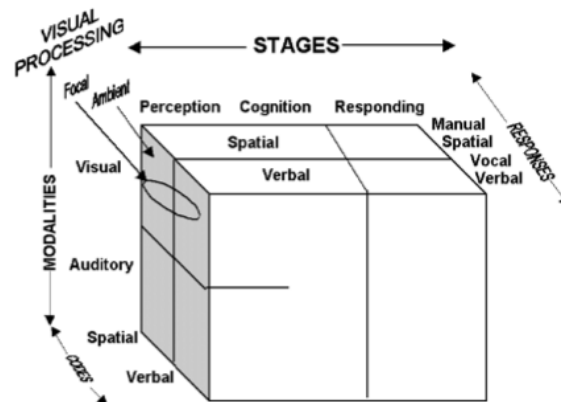 VISUAL
PROCESSING
STAGES
Focal
Ambient
Perception Cognition Responding
Manual
Spatial
Vocal
Verbal
RESPONSES
Spatial
Verbal
Visual
MODALITIES
Auditory
Spatial
Verbal
CODES